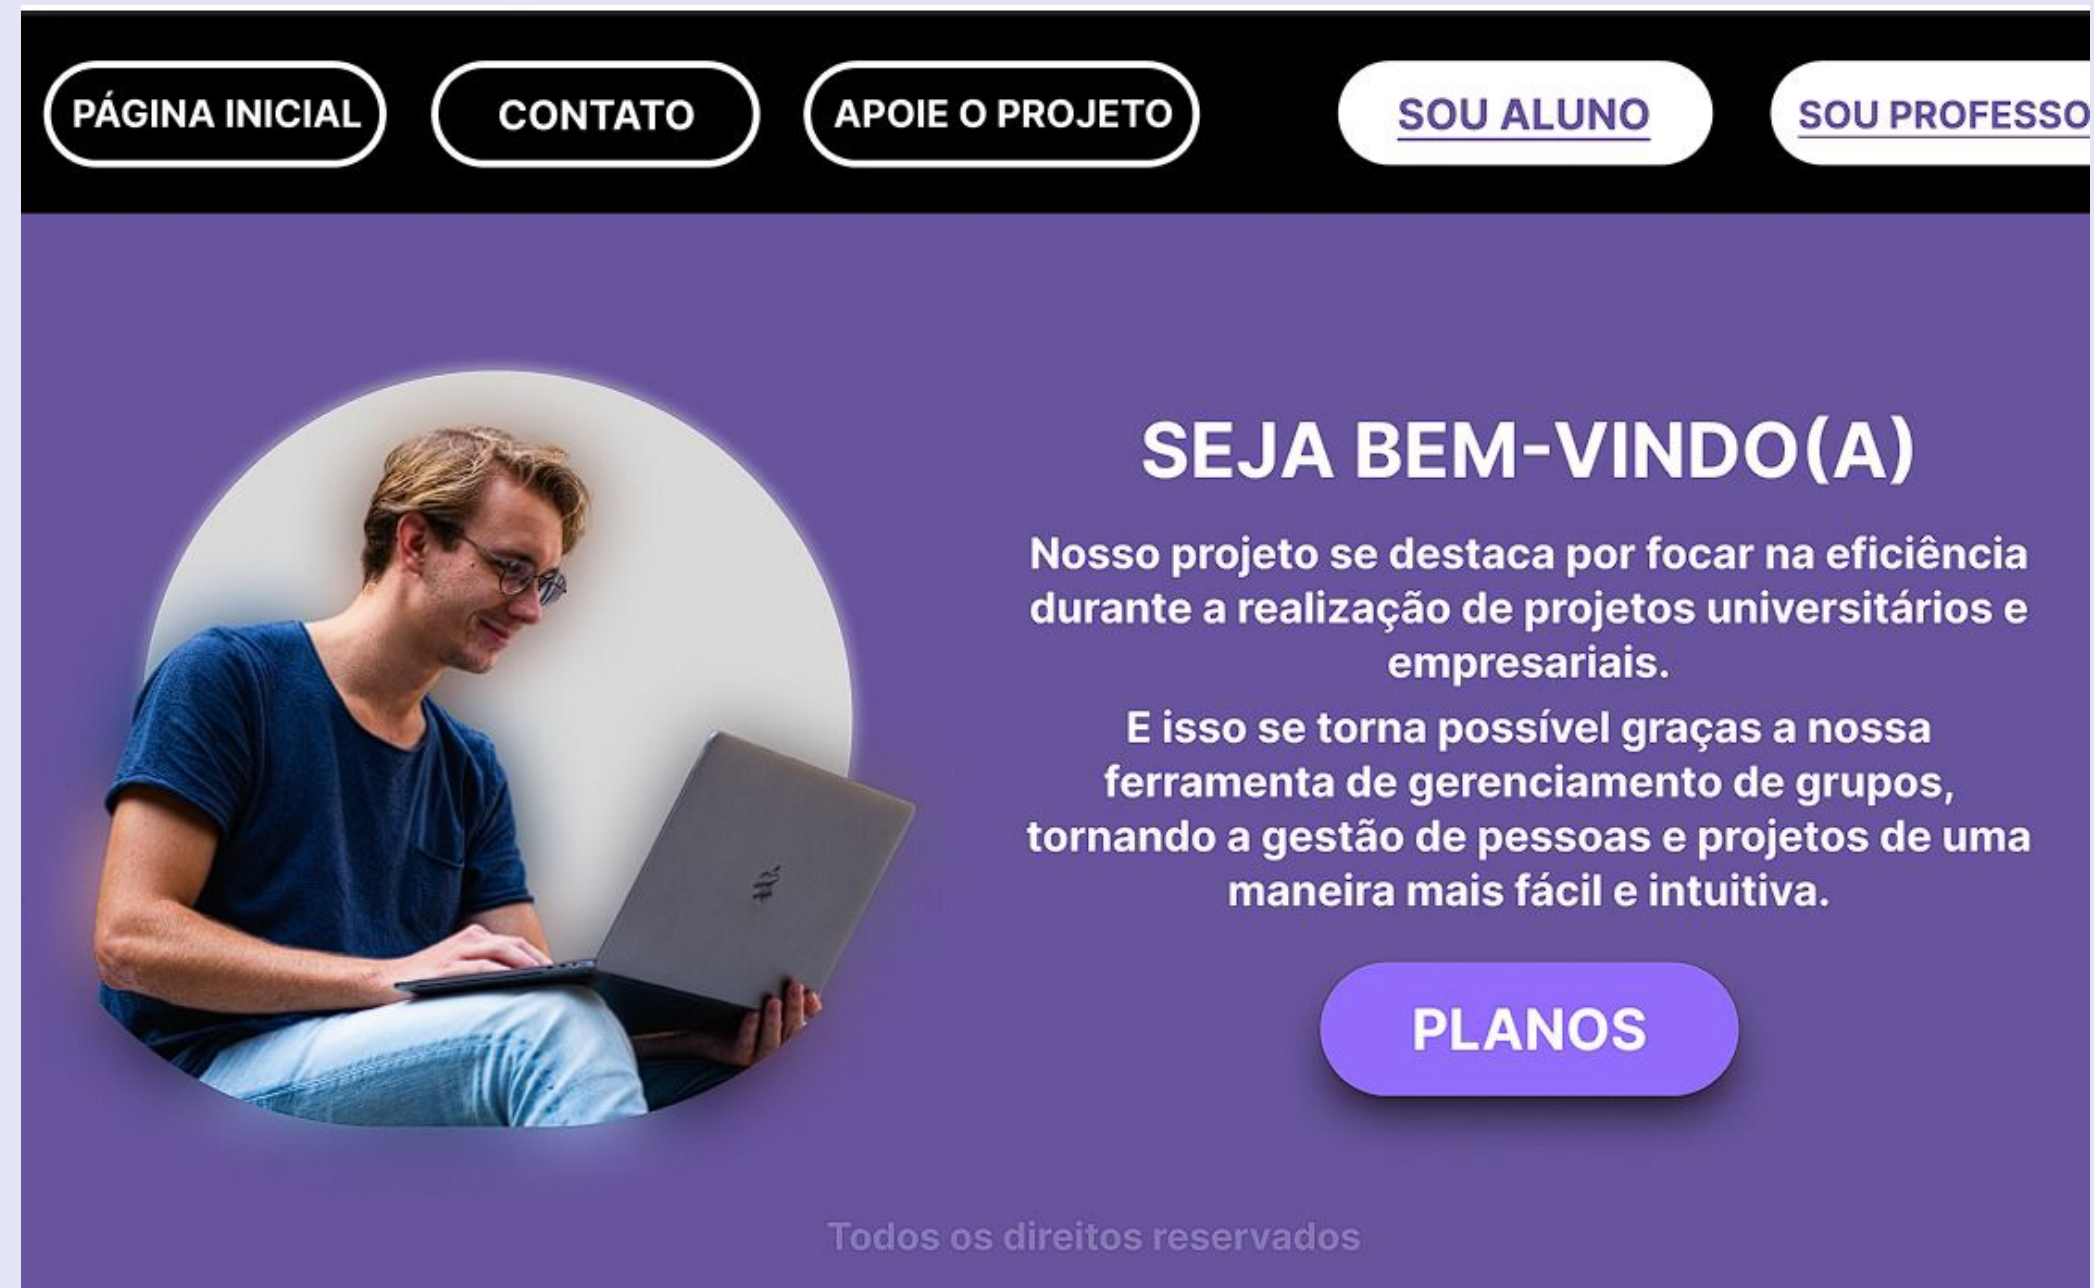 PÁGINA INICIAL
CONTATO
APOIE O PROJETO
SOU ALUNO
SOU PROFESSO
SEJA BEM-VINDO(A)
Nosso projeto se destaca por focar na eficiência
durante a realização de projetos universitários e
empresariais.
E isso se torna possível graças a nossa
ferramenta de gerenciamento de grupos,
tornando a gestão de pessoas e projetos de uma
maneira mais fácil e intuitiva.
PLANOS
Todos os direitos reservados